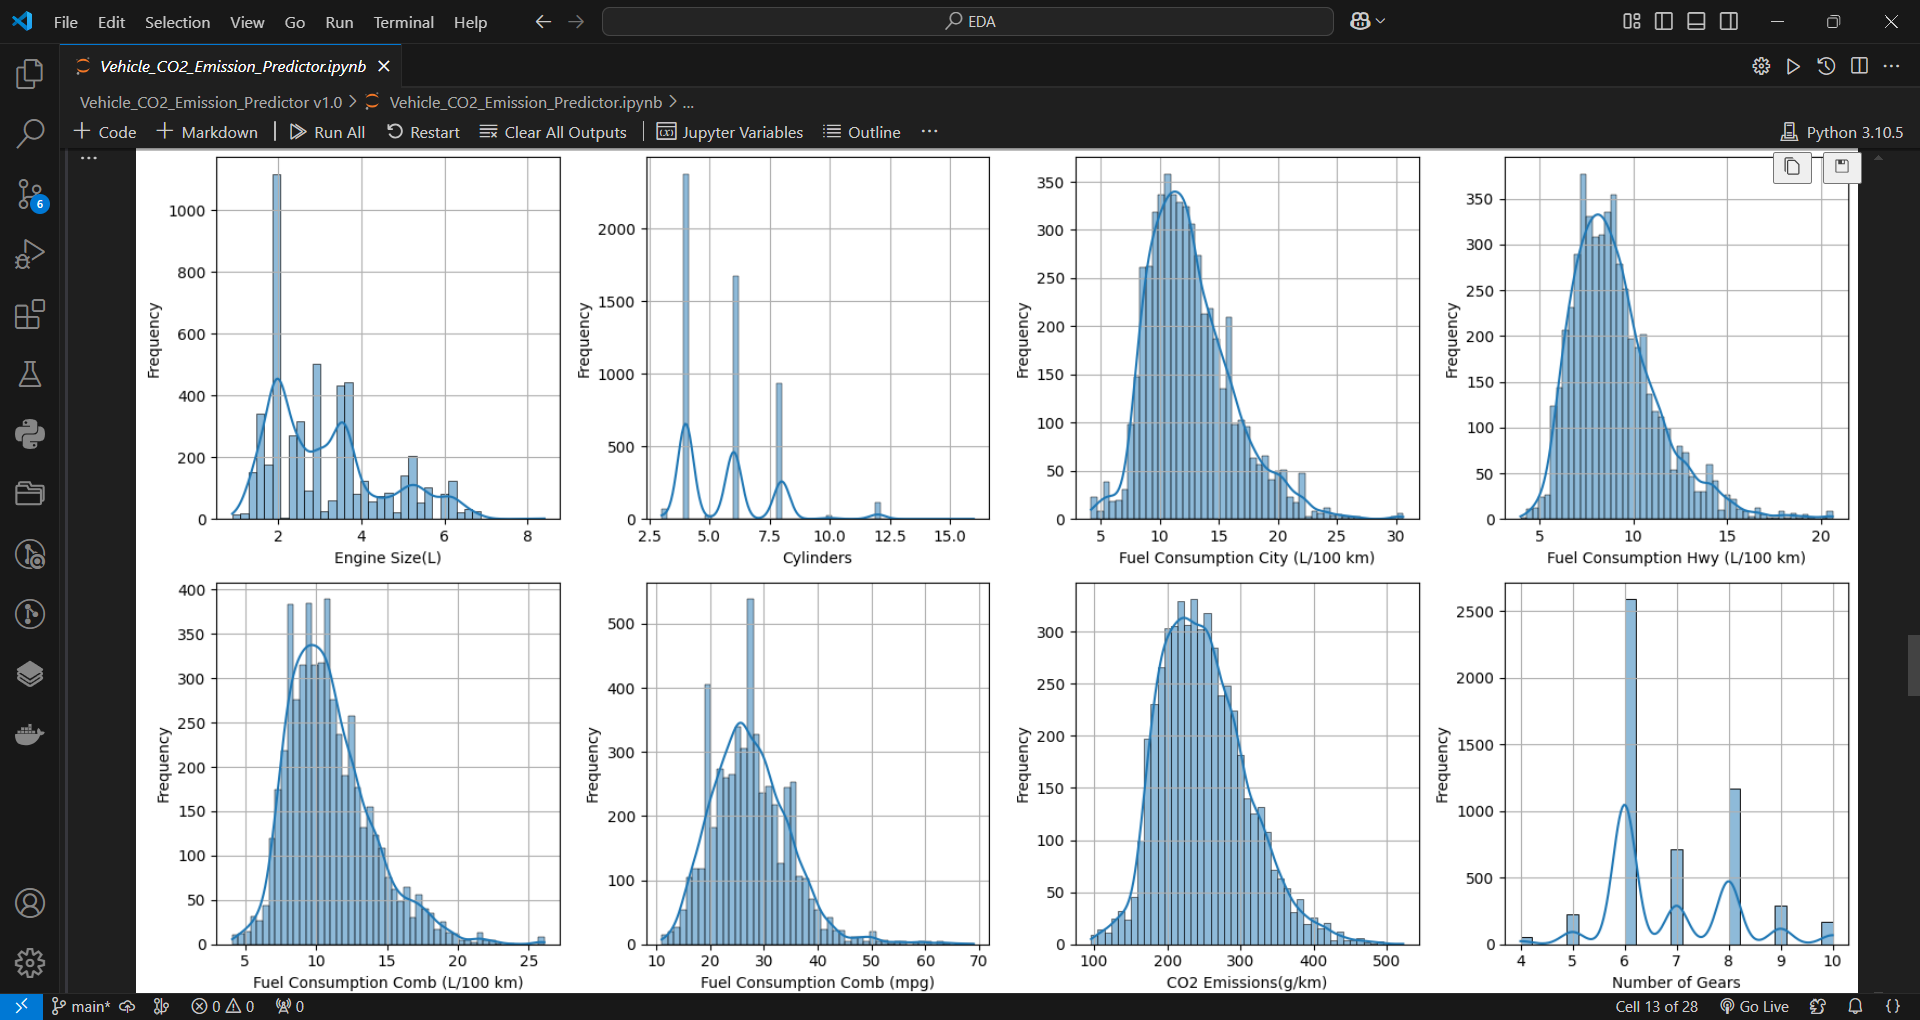 File Edit Selection View Go Run Terminal Help EDA
Vehicle_CO2_Emission_Predictor.ipynb
Vehicle_CO2_Emission_Predictor v1.0 > Vehicle_CO2_Emission_Predictor.ipynb > ...
+ Code + Markdown | Run All Restart Clear All Outputs | Jupyter Variables Outline ... Python 3.10.5
6
Frequency
1000
800
600
400
200
0
2 4 6 8
Engine Size(L)
Frequency
2000
1500
1000
500
0
2.5 5.0 7.5 10.0 12.5 15.0
Cylinders
Frequency
350
300
250
200
150
100
50
0
5 10 15 20 25 30
Fuel Consumption City (L/100 km)
Frequency
350
300
250
200
150
100
50
0
5 10 15 20
Fuel Consumption Hwy (L/100 km)
Frequency
400
350
300
250
200
150
100
50
0
5 10 15 20 25
Fuel Consumption Comb (L/100 km)
Frequency
500
400
300
200
100
0
10 20 30 40 50 60 70
Fuel Consumption Comb (mpg)
Frequency
300
250
200
150
100
50
0
100 200 300 400 500
CO2 Emissions(g/km)
Frequency
2500
2000
1500
1000
500
0
4 5 6 7 8 9 10
Number of Gears
main* 0 0 0 Cell 13 of 28 Go Live